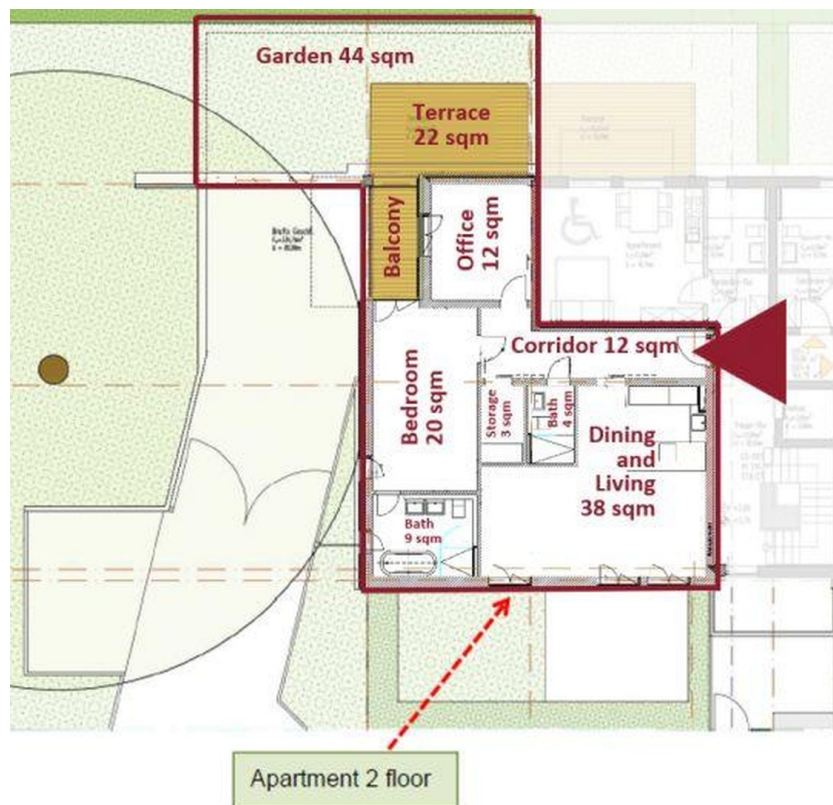 Garden 44 sqm
Terrace
22 sqm
Balcony
Office
12 sqm
Corridor 12 sqm
Bedroom
20 sqm
Storage
3 sqm
Bath
4 sqm
Dining
and
Living
38 sqm
Bath
9 sqm
Apartment 2 floor